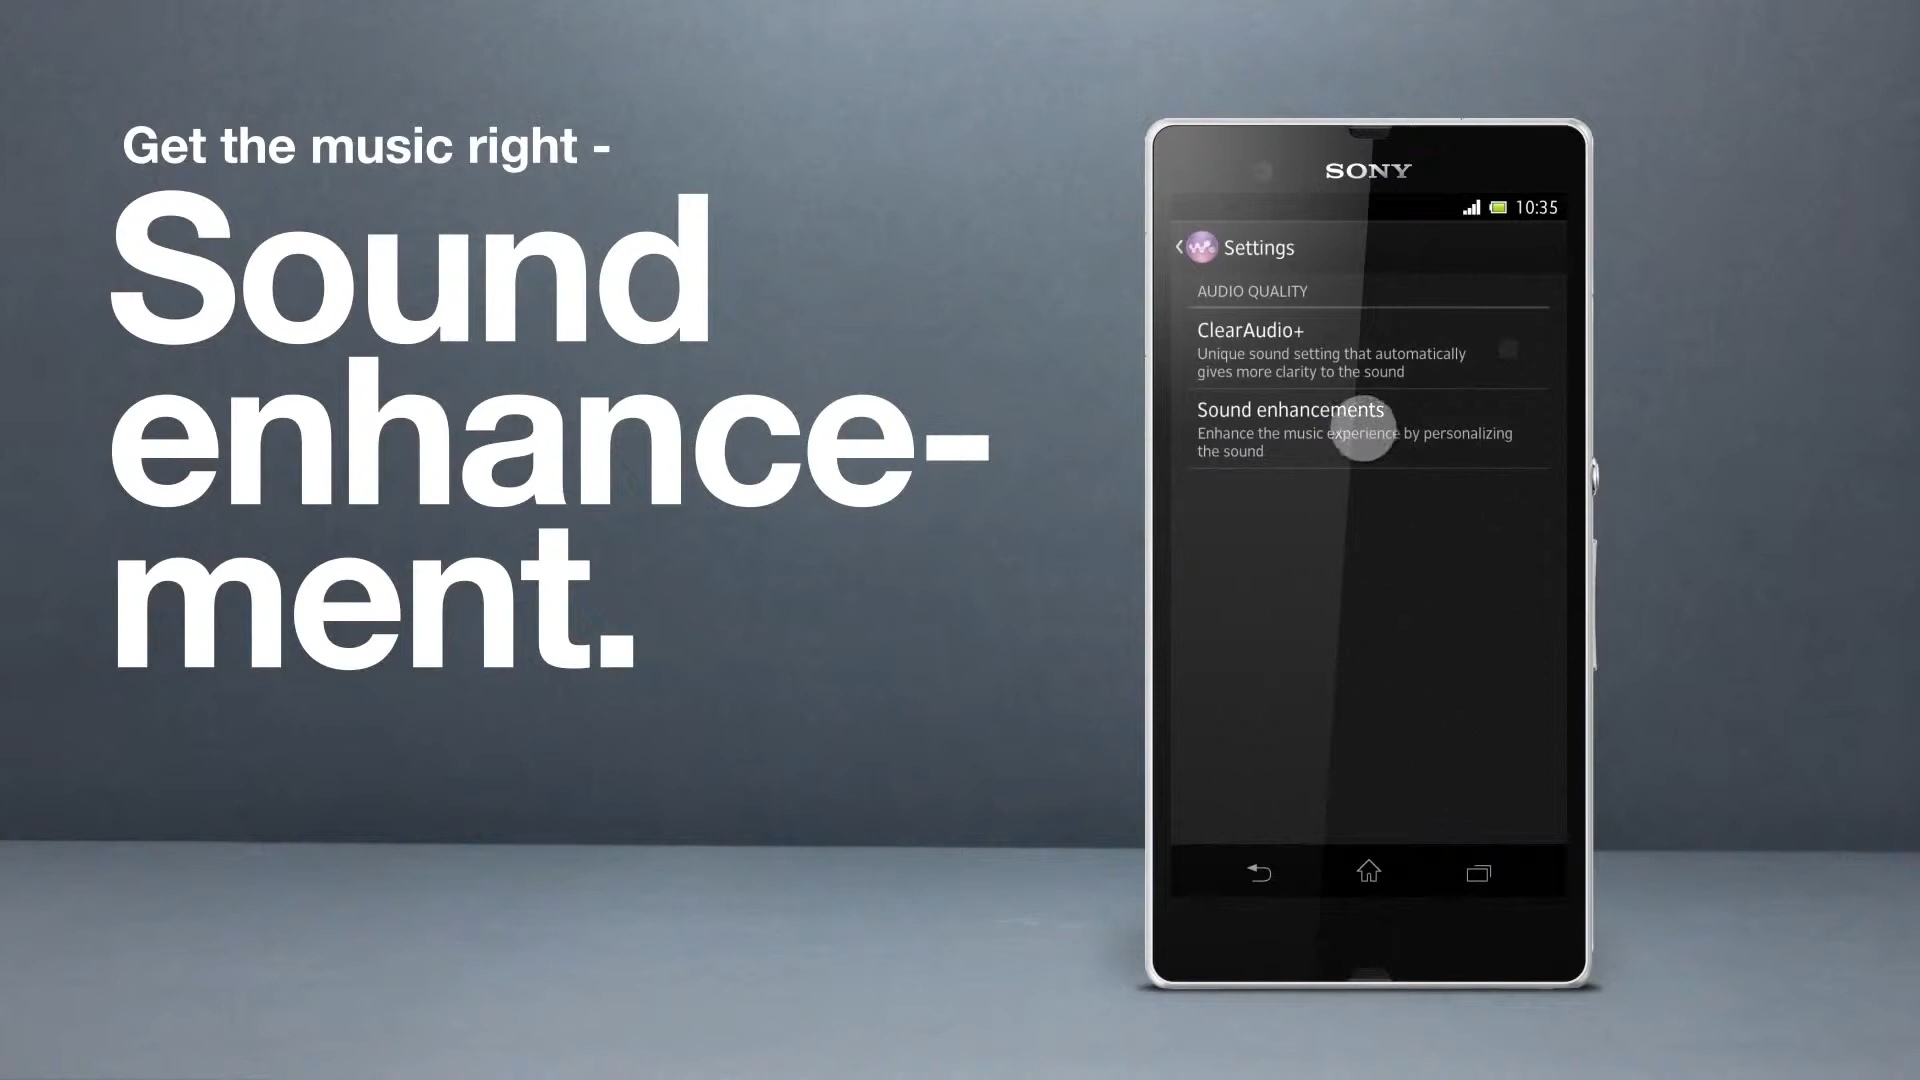 Get the music right -
Sound
enhance-
ment.
SONY
10:35
Settings
AUDIO QUALITY
ClearAudio+
Unique sound setting that automatically
gives more clarity to the sound
Sound enhancements
Enhance the music experience by personalizing
the sound